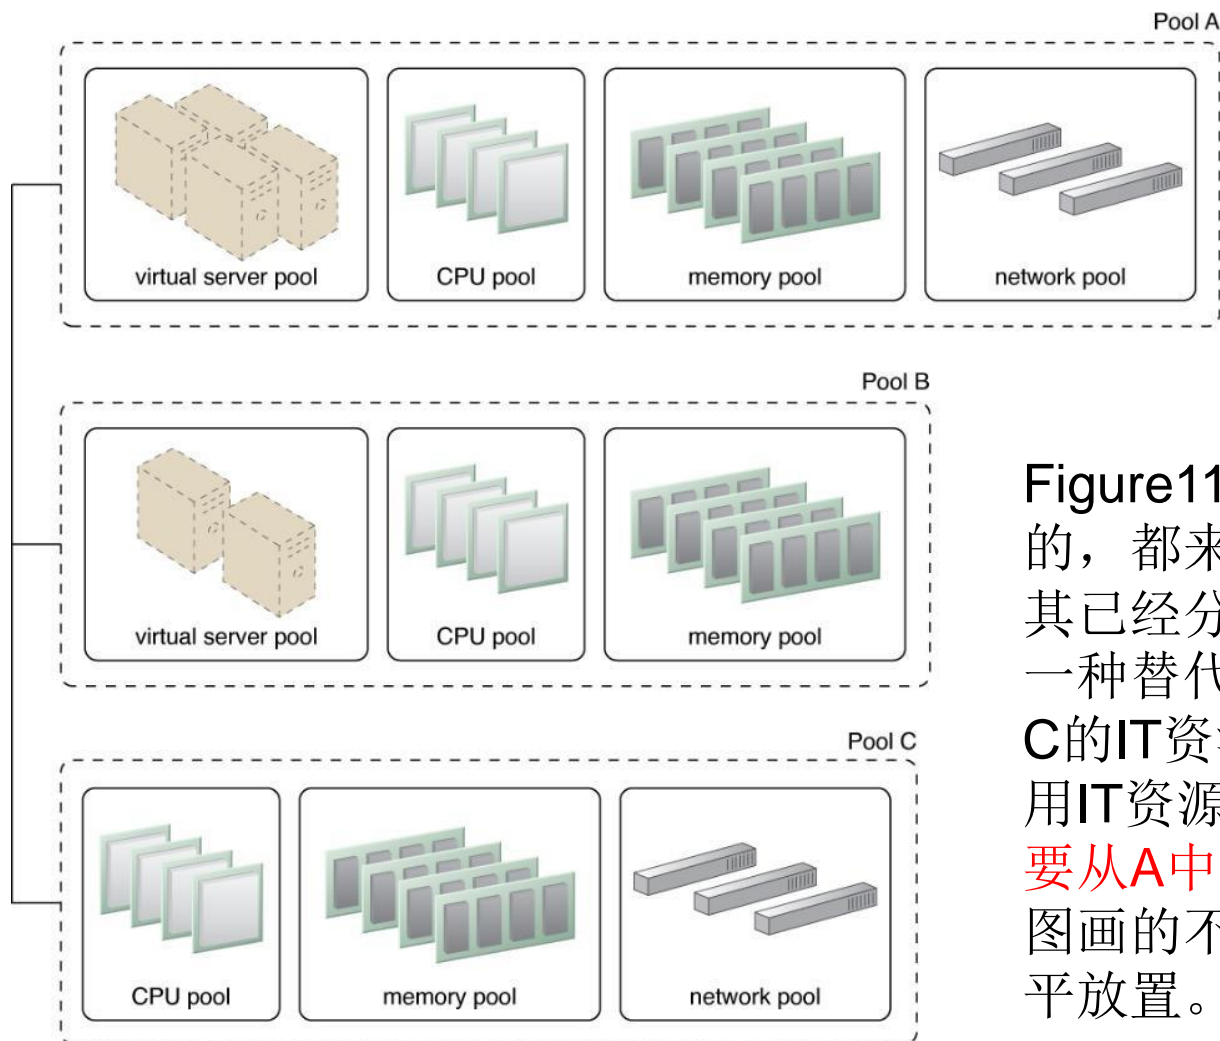 Pool A
virtual server pool
CPU pool
memory pool
network pool
Pool B
virtual server pool
CPU pool
memory pool
Pool C
CPU pool
memory pool
network pool
Figure11
的，都来
其已经分
一种替代
C的IT资
用IT资源
要从A中
图画的不
平放置。